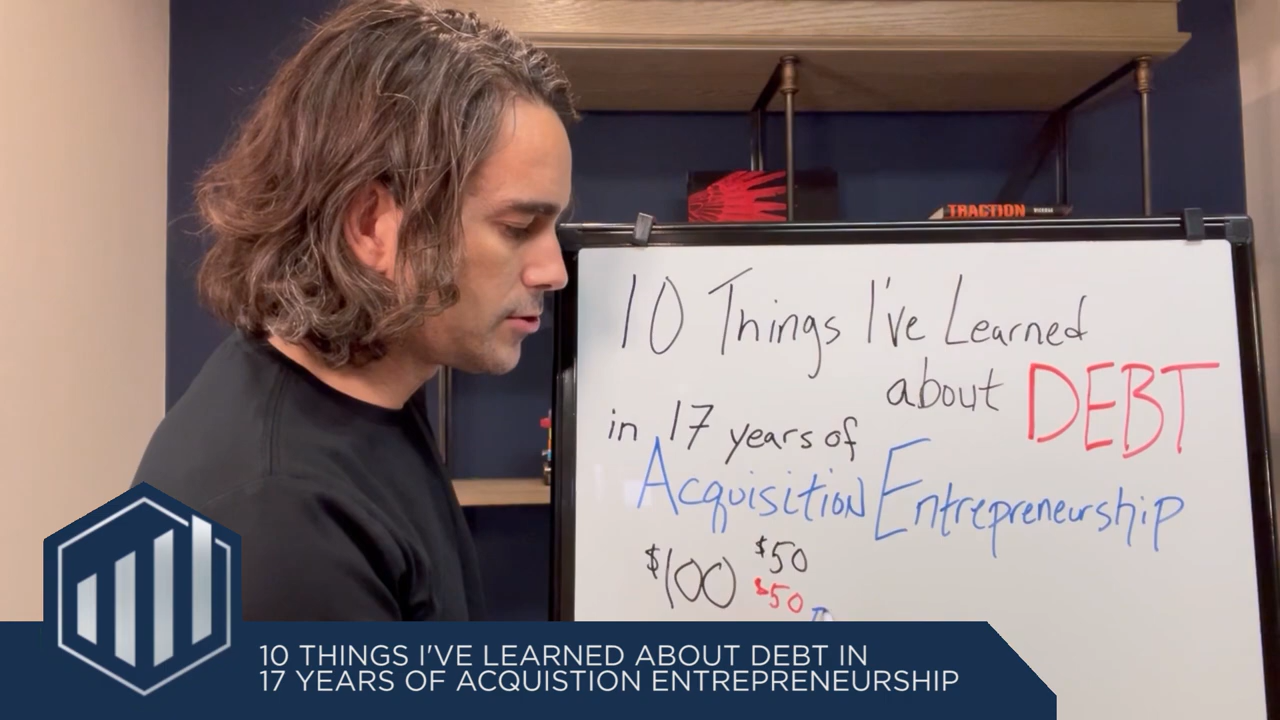 TRACTION
10 Things I've Learned
about DEBT
in 17 years of
Acquisition Entrepreneurship
$100 $50
$50
10 THINGS I'VE LEARNED ABOUT DEBT IN
17 YEARS OF ACQUISTION ENTREPRENEURSHIP